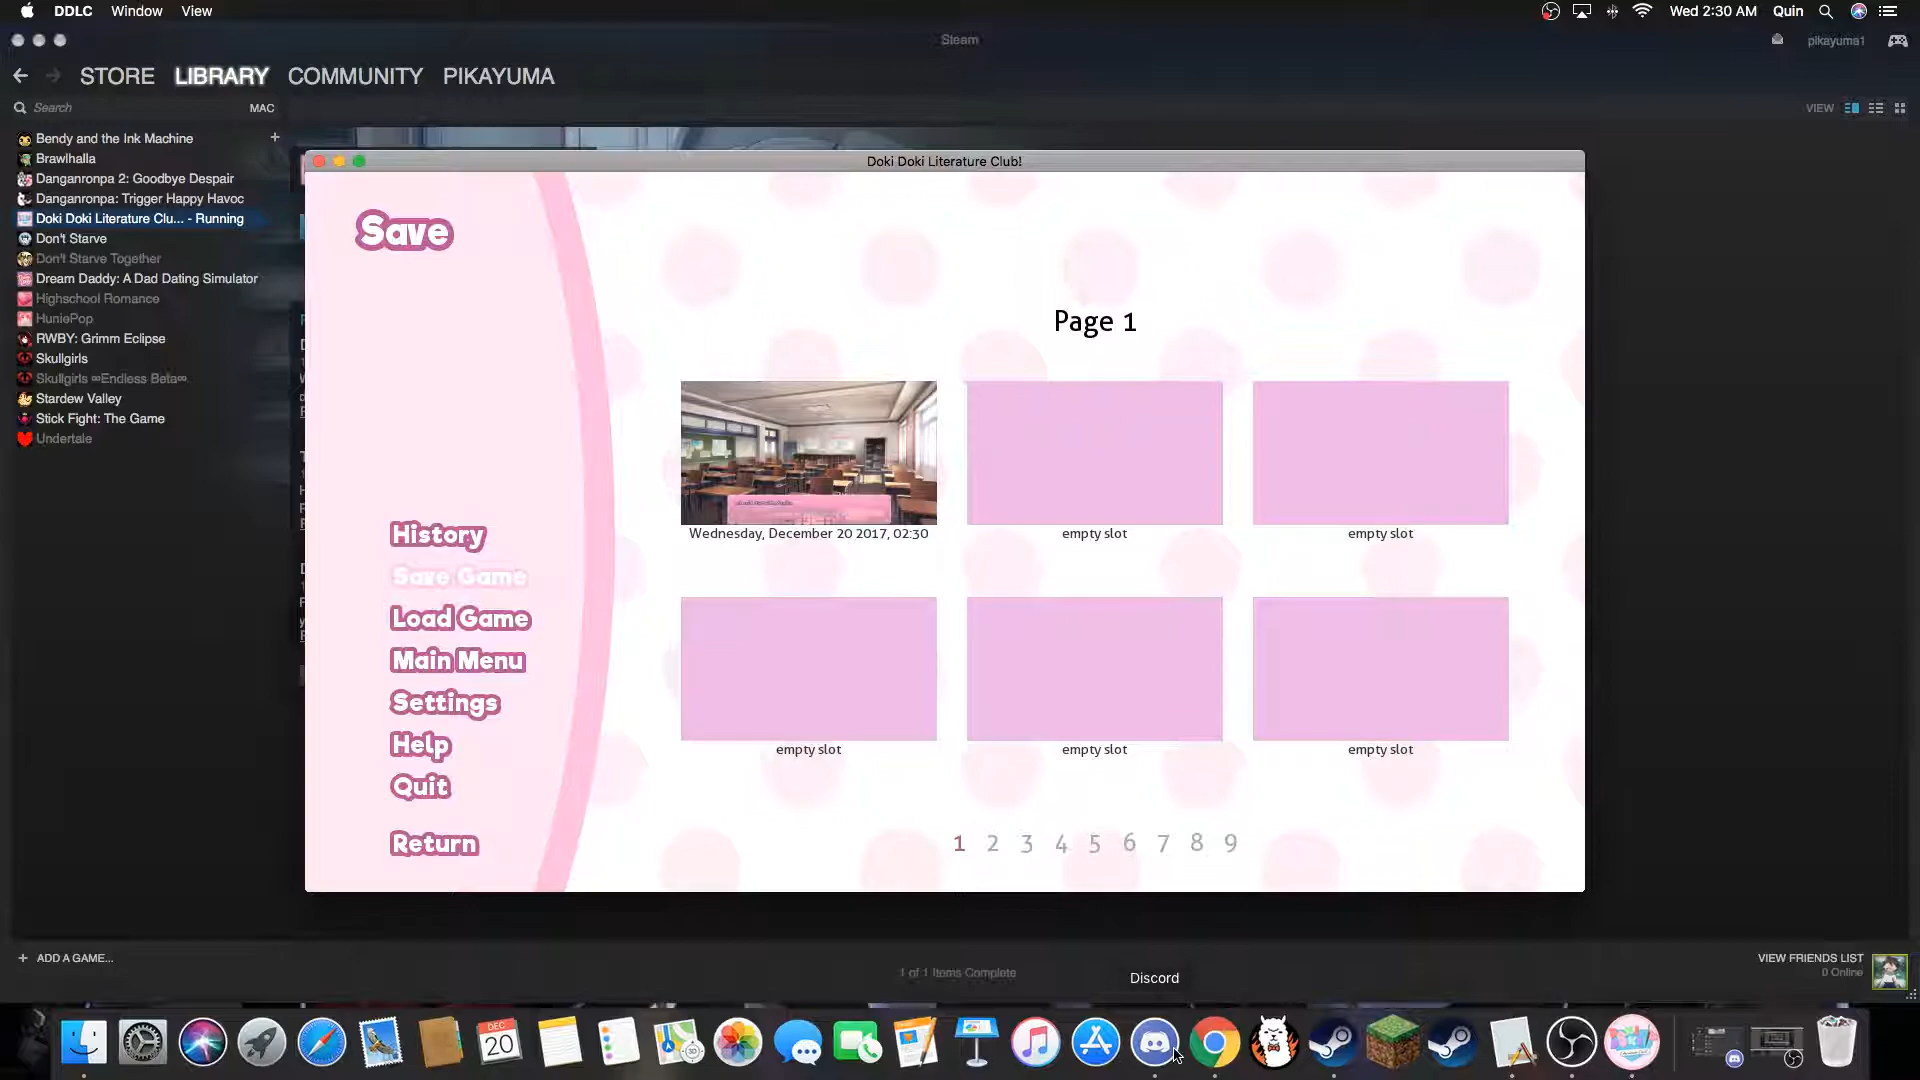 DDLC Window View
Wed 2:30 AM Quin
Steam
pikayuma1
STORE LIBRARY COMMUNITY PIKAYUMA
Search MAC
VIEW
Bendy and the Ink Machine +
Brawlhalla
Danganronpa 2: Goodbye Despair
Danganronpa: Trigger Happy Havoc
Doki Doki Literature Clu... - Running
Don't Starve
Don't Starve Together
Dream Daddy: A Dad Dating Simulator
Highschool Romance
HuniePop
RWBY: Grimm Eclipse
Skullgirls
Skullgirls ∞Endless Beta∞
Stardew Valley
Stick Fight: The Game
Undertale
Doki Doki Literature Club!
Save
Page 1
Wednesday, December 20 2017, 02:30
empty slot
empty slot
empty slot
empty slot
empty slot
History
Save Game
Load Game
Main Menu
Settings
Help
Quit
Return
1 2 3 4 5 6 7 8 9
+ ADD A GAME...
1 of 1 Items Complete
VIEW FRIENDS LIST
0 Online
Discord
DEC
20